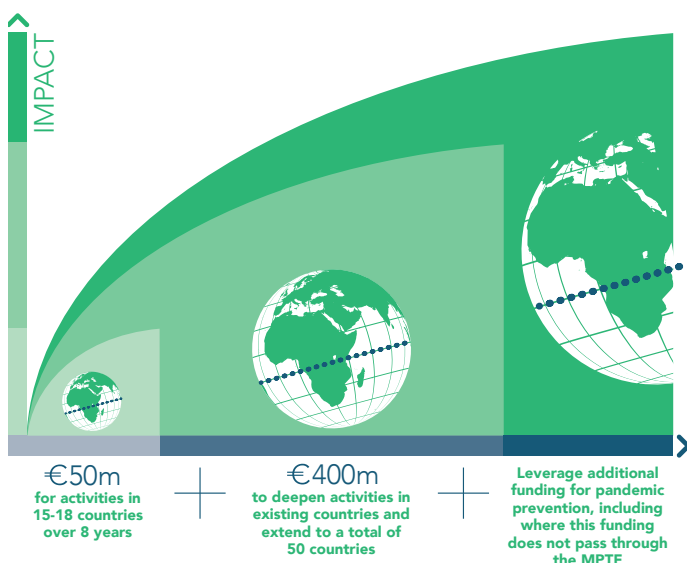 IMPACT
€50m
for activities in
15-18 countries
over 8 years
€400m
to deepen activities in
existing countries and
extend to a total of
50 countries
Leverage additional
funding for pandemic
prevention, including
where this funding
does not pass through
the MPTF